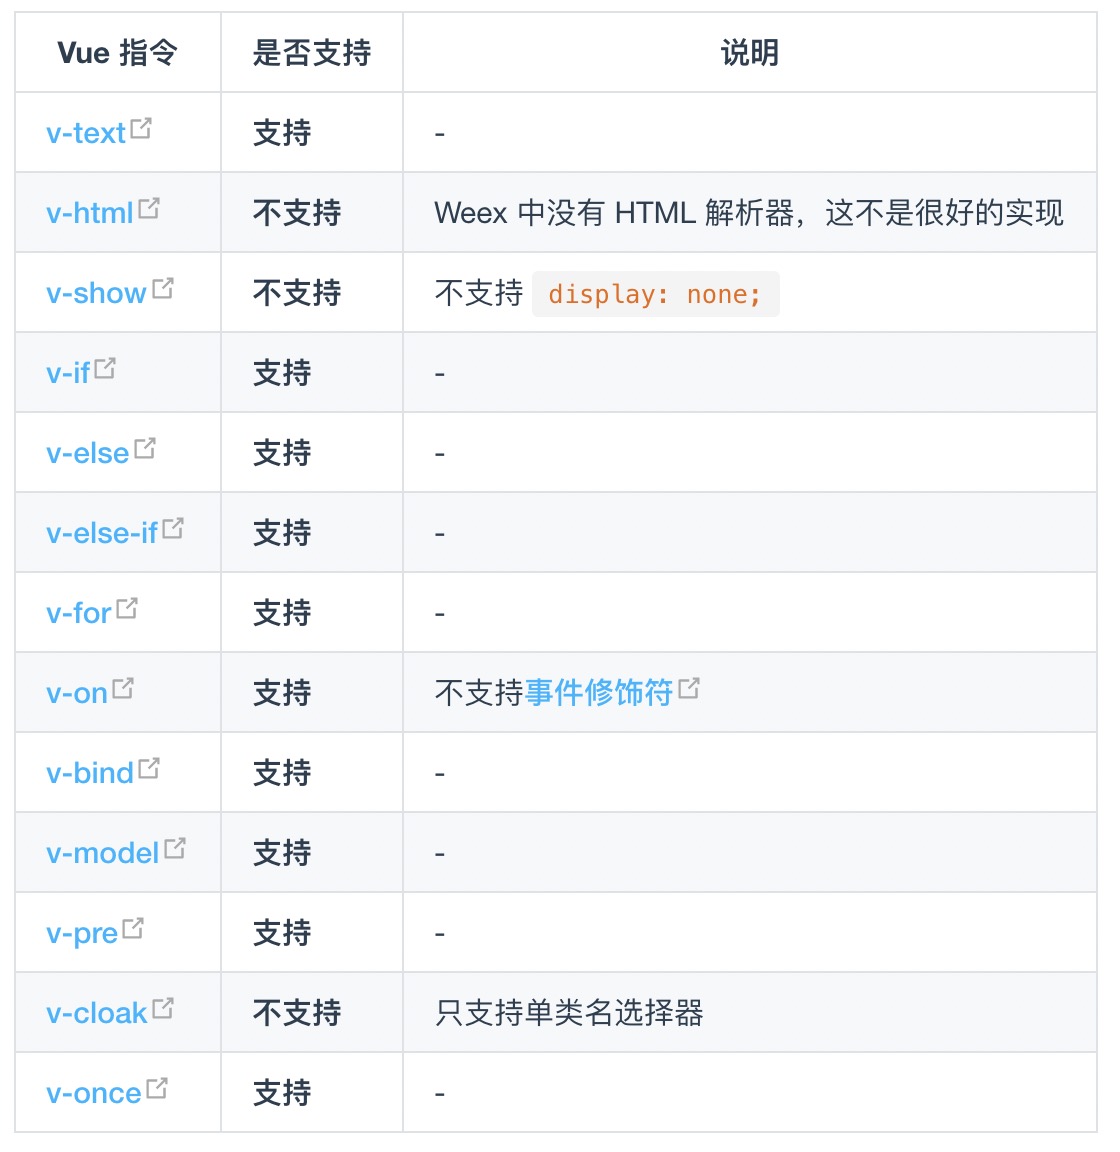 Vue 指令 是否支持 说明
v-text 支持 -
v-html 不支持 Weex 中没有 HTML 解析器，这不是很好的实现
v-show 不支持 不支持 display: none;
v-if 支持 -
v-else 支持 -
v-else-if 支持 -
v-for 支持 -
v-on 支持 不支持事件修饰符
v-bind 支持 -
v-model 支持 -
v-pre 支持 -
v-cloak 不支持 只支持单类名选择器
v-once 支持 -